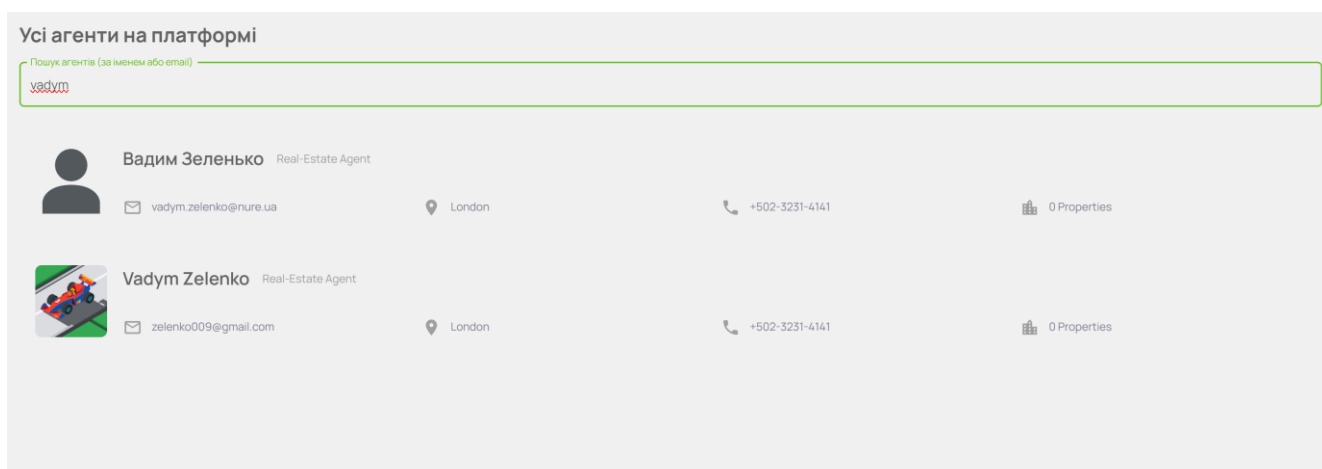 Усі агенти на платформі
Пошук агентів (за іменем або email)
vadym
Вадим Зеленько Real-Estate Agent
vadym.zelenko@nure.ua London +502-3231-4141 0 Properties
Vadym Zelenko Real-Estate Agent
zelenko009@gmail.com London +502-3231-4141 0 Properties